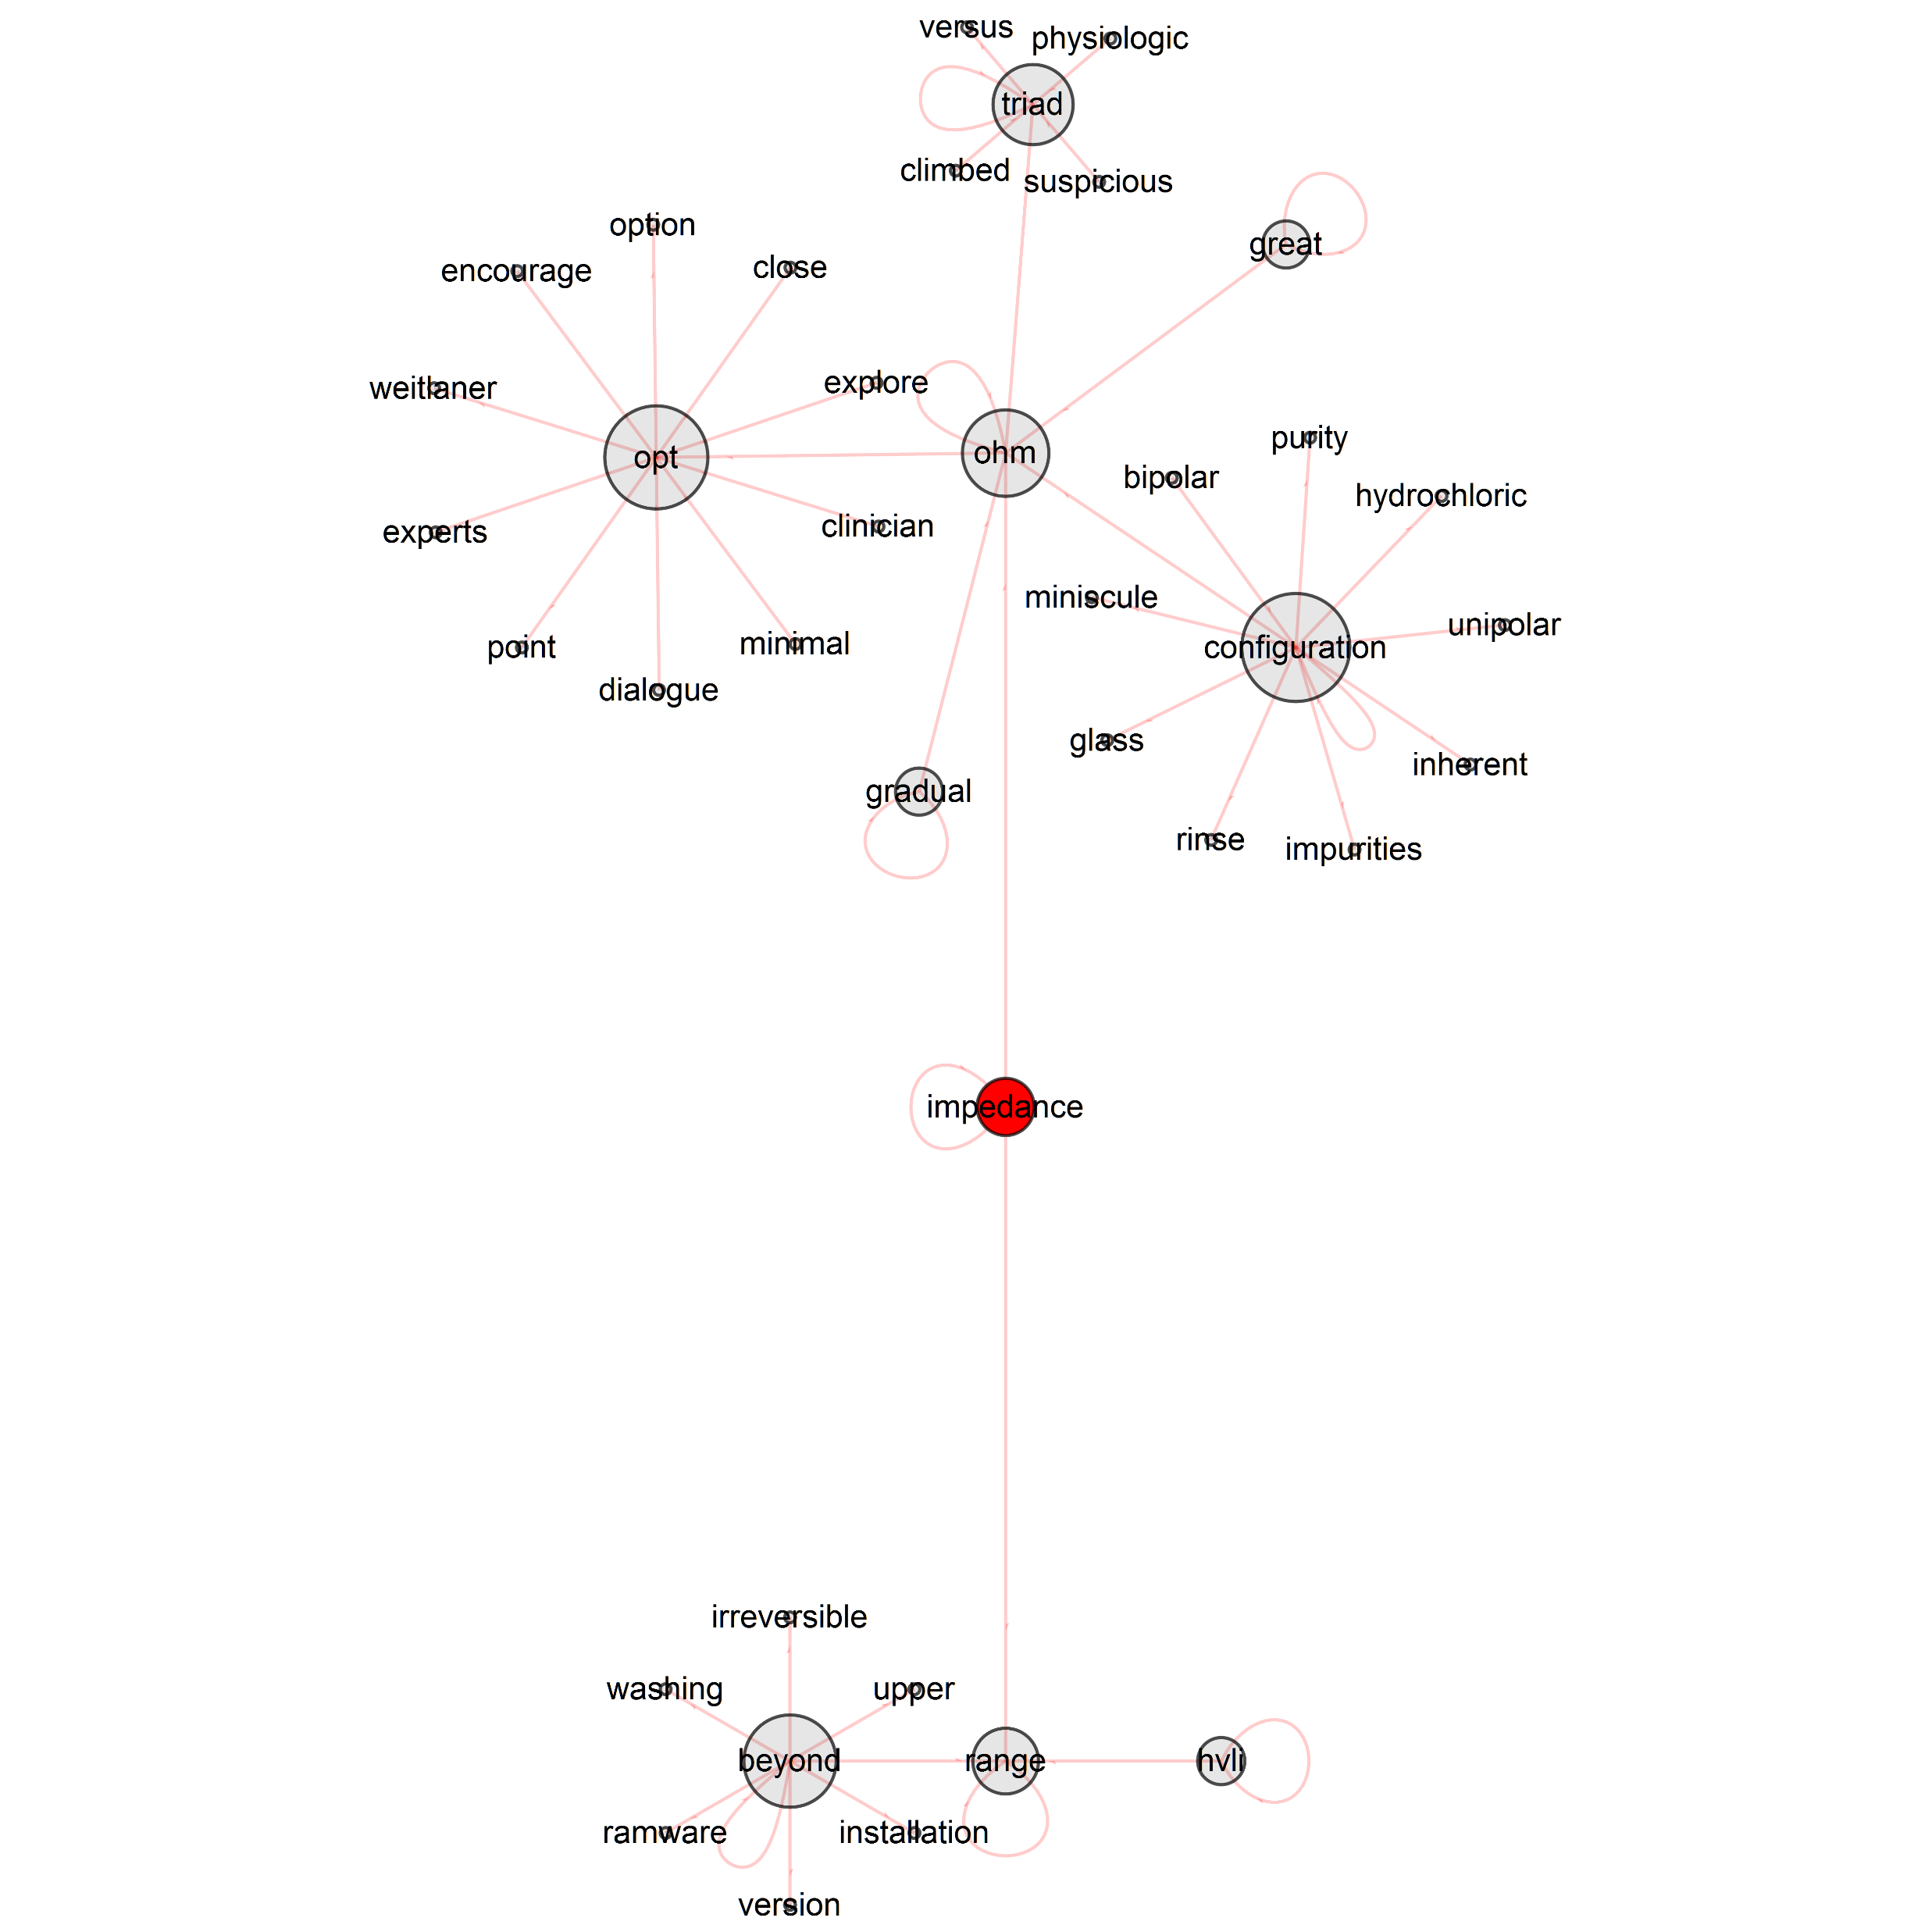 versus
physiologic
triad
climbed
suspicious
option
great
encourage
close
weitlaner
explore
opt
ohm
purity
bipolar
hydrochloric
experts
clinician
miniscule
unipolar
point
minimal
configuration
dialogue
glass
inherent
gradual
rinse
impurities
impedance
irreversible
washing
upper
beyond
range
hvli
ramware
installation
version